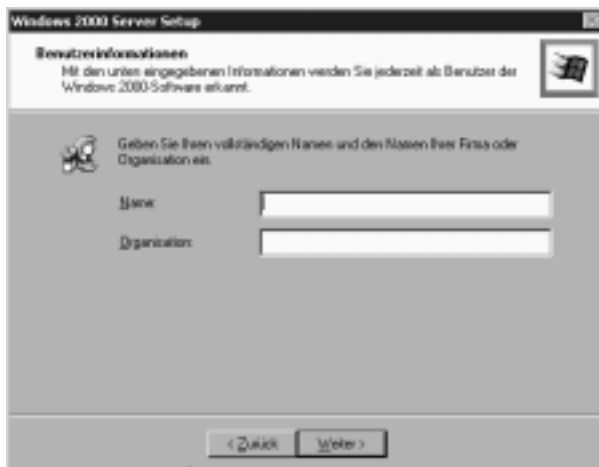 Windows 2000 Server Setup
Benutzerinformationen
Mit den unten eingegebenen Informationen werden Sie jederzeit als Benutzer der
Windows 2000-Software erkannt.
Geben Sie Ihren vollständigen Namen und den Namen Ihrer Firma oder
Organisation ein.
Name:
Organisation:
< Zurück
Weiter >